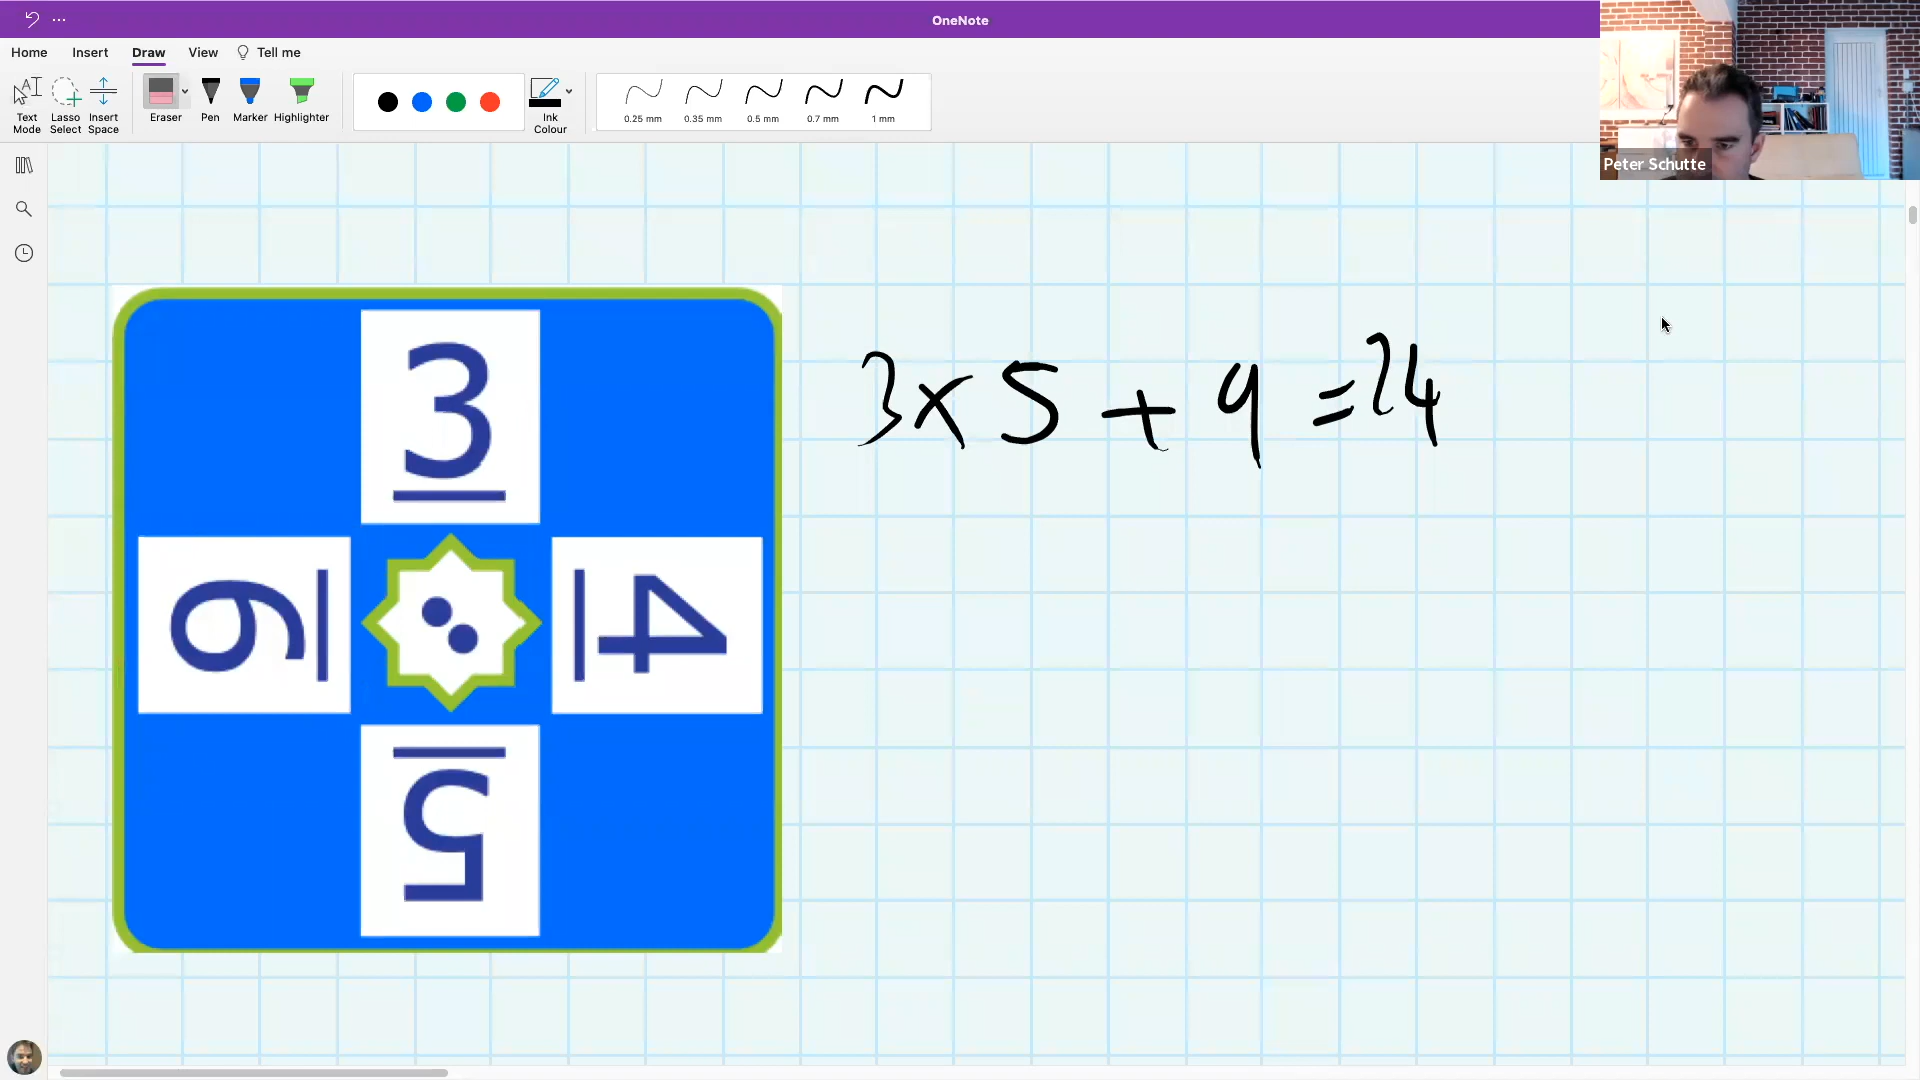 OneNote
Home Insert Draw View Tell me
Text Mode
Lasso Select
Insert Space
Eraser
Pen
Marker
Highlighter
Ink Colour
0.25 mm
0.35 mm
0.5 mm
0.7 mm
1 mm
Peter Schutte
3
9
4
5
3 x 5 + 9 = 24